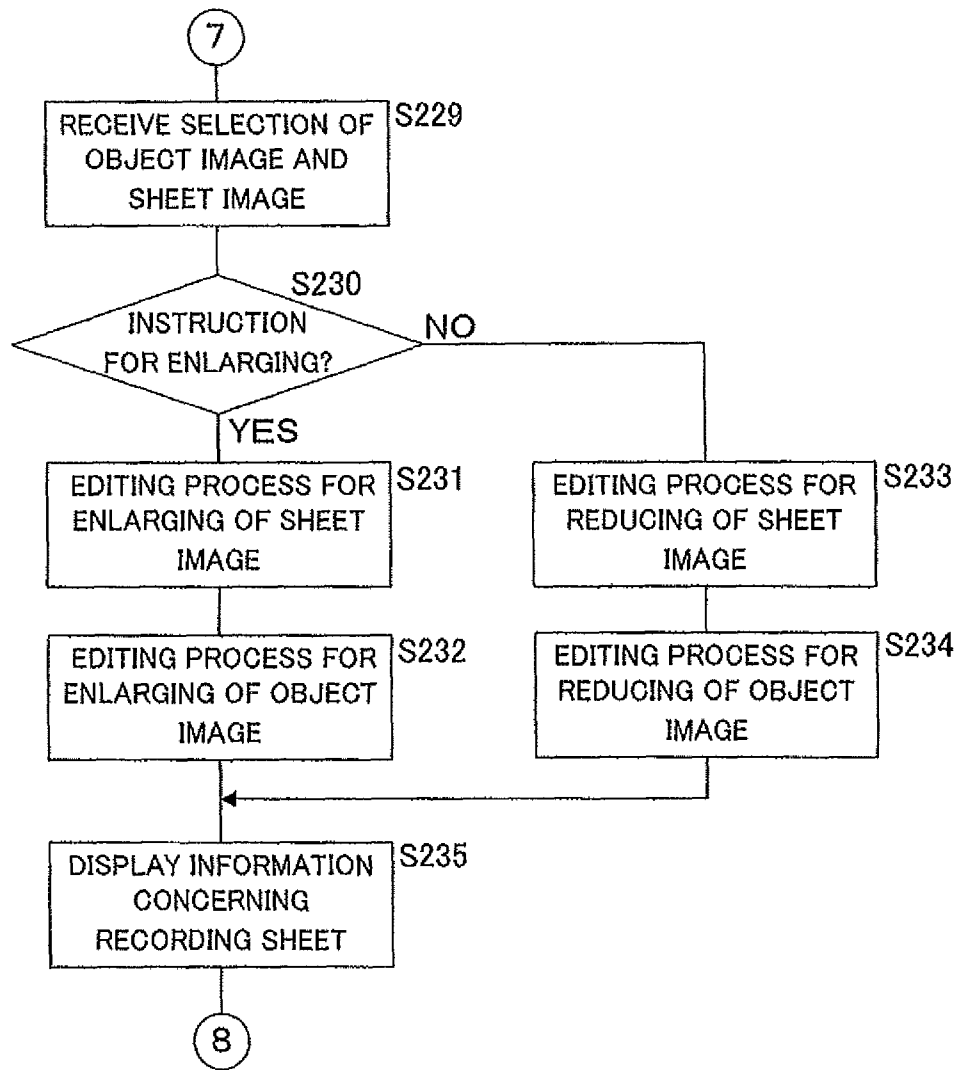 7
RECEIVE SELECTION OF
OBJECT IMAGE AND
SHEET IMAGE
S229
S230
INSTRUCTION
FOR ENLARGING?
NO
YES
EDITING PROCESS FOR
ENLARGING OF SHEET
IMAGE
S231
EDITING PROCESS FOR
REDUCING OF SHEET
IMAGE
S233
EDITING PROCESS FOR
ENLARGING OF OBJECT
IMAGE
S232
EDITING PROCESS FOR
REDUCING OF OBJECT
IMAGE
S234
DISPLAY INFORMATION
CONCERNING
RECORDING SHEET
S235
8